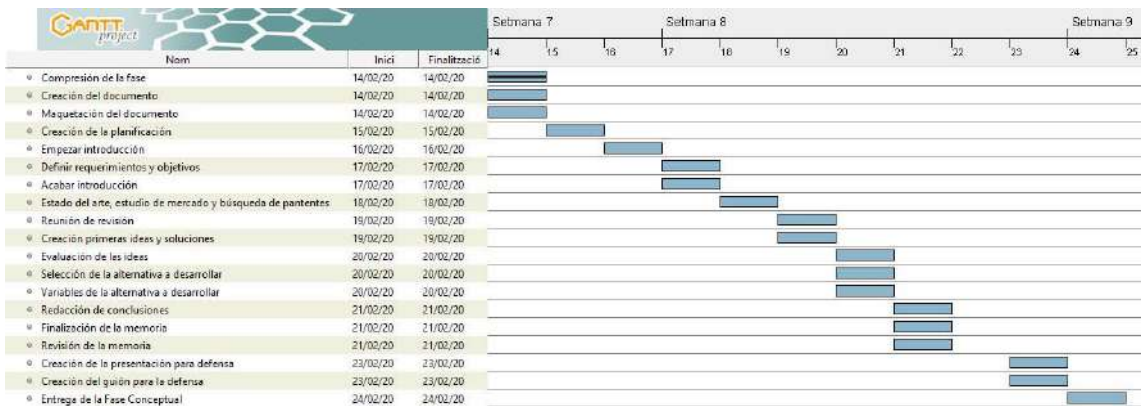 GANTT project
Setmana 7 Setmana 8 Setmana 9
Nom Inici Finalització 14 15 16 17 18 19 20 21 22 23 24 25
Compresión de la fase 14/02/20 14/02/20
Creación del documento 14/02/20 14/02/20
Maquetación del documento 14/02/20 14/02/20
Creación de la planificación 15/02/20 15/02/20
Empezar introducción 16/02/20 16/02/20
Definir requerimientos y objetivos 17/02/20 17/02/20
Acabar introducción 17/02/20 17/02/20
Estado del arte, estudio de mercado y búsqueda de pantentes 18/02/20 18/02/20
Reunión de revisión 19/02/20 19/02/20
Creación primeras ideas y soluciones 19/02/20 19/02/20
Evaluación de las ideas 20/02/20 20/02/20
Selección de la alternativa a desarrollar 20/02/20 20/02/20
Variables de la alternativa a desarrollar 20/02/20 20/02/20
Redacción de conclusiones 21/02/20 21/02/20
Finalización de la memoria 21/02/20 21/02/20
Revisión de la memoria 21/02/20 21/02/20
Creación de la presentación para defensa 23/02/20 23/02/20
Creación del guión para la defensa 23/02/20 23/02/20
Entrega de la Fase Conceptual 24/02/20 24/02/20